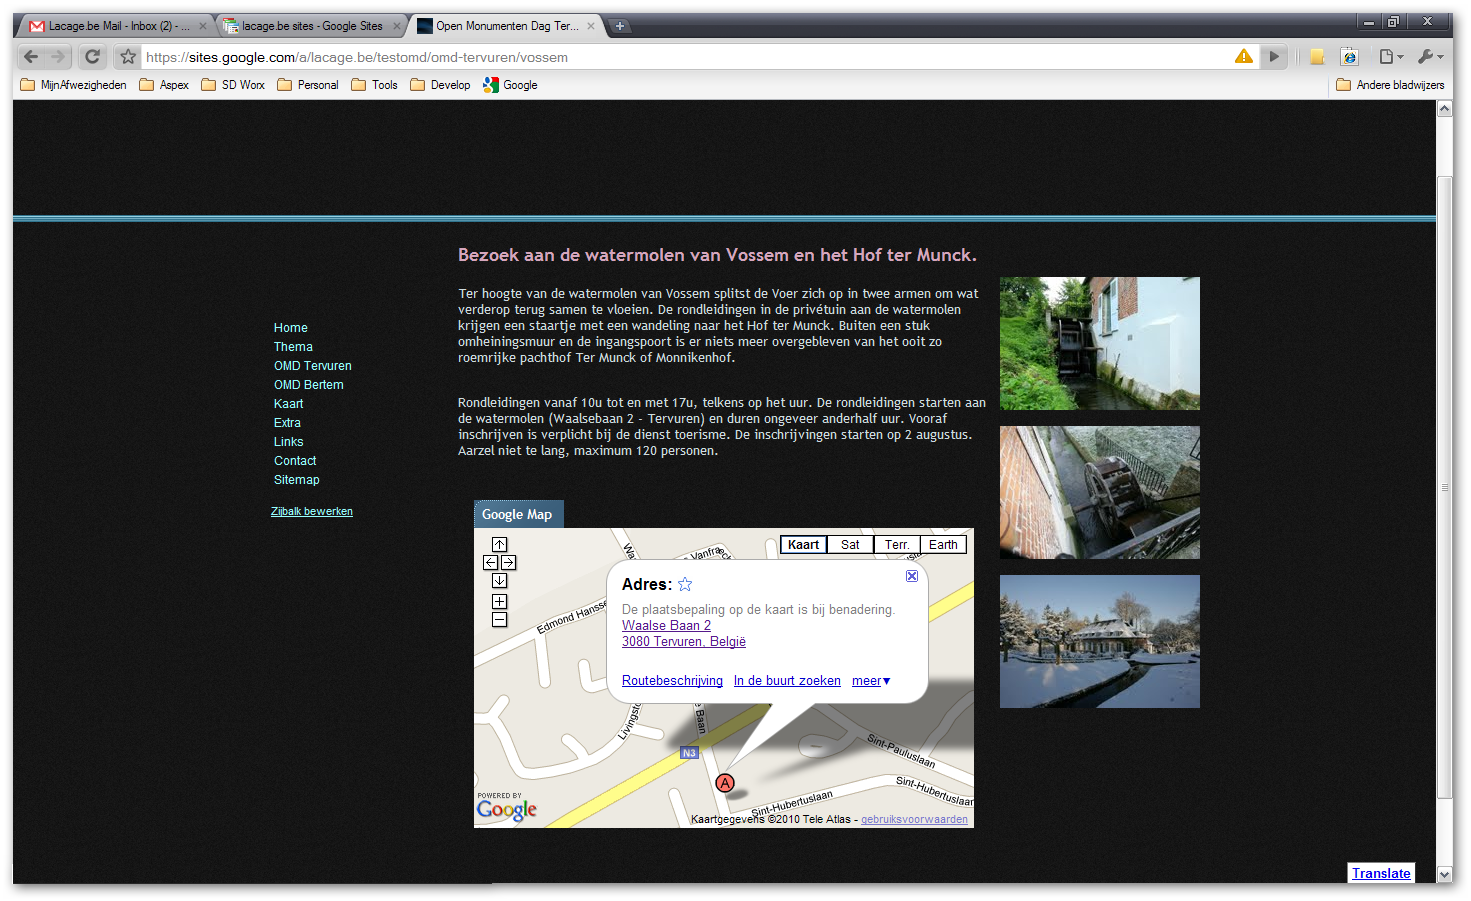 Lacage.be Mail - Inbox (2) - ...
lacage.be sites - Google Sites
Open Monumenten Dag Ter...
https://sites.google.com/a/lacage.be/testomd/omd-tervuren/vossem
MijnAfwezigheden
Aspex
SD Worx
Personal
Tools
Develop
Google
Andere bladwijzers
Home
Thema
OMD Tervuren
OMD Bertem
Kaart
Extra
Links
Contact
Sitemap
Zijbalk bewerken
Bezoek aan de watermolen van Vossem en het Hof ter Munck.
Ter hoogte van de watermolen van Vossem splitst de Voer zich op in twee armen om wat
verderop terug samen te vloeien. De rondleidingen in de privétuin aan de watermolen
krijgen een staartje met een wandeling naar het Hof ter Munck. Buiten een stuk
omheiningsmuur en de ingangspoort is er niets meer overgebleven van het ooit zo
roemrijke pachthof Ter Munck of Monnikenhof.
Rondleidingen vanaf 10u tot en met 17u, telkens op het uur. De rondleidingen starten aan
de watermolen (Waalsebaan 2 - Tervuren) en duren ongeveer anderhalf uur. Vooraf
inschrijven is verplicht bij de dienst toerisme. De inschrijvingen starten op 2 augustus.
Aarzel niet te lang, maximum 120 personen.
Google Map
Kaart
Sat
Terr.
Earth
Vanfra
Edmond Hansse
Adres:
De plaatsbepaling op de kaart is bij benadering.
Waalse Baan 2
3080 Tervuren, België
Routebeschrijving
In de buurt zoeken
meer▼
Livingsto
Baan
N3
A
Sint-Pauluslaan
Sint-Hubertuslaan
Sint-Hubertuslaan
POWERED BY
Google
Kaartgegevens ©2010 Tele Atlas - gebruiksvoorwaarden
Translate